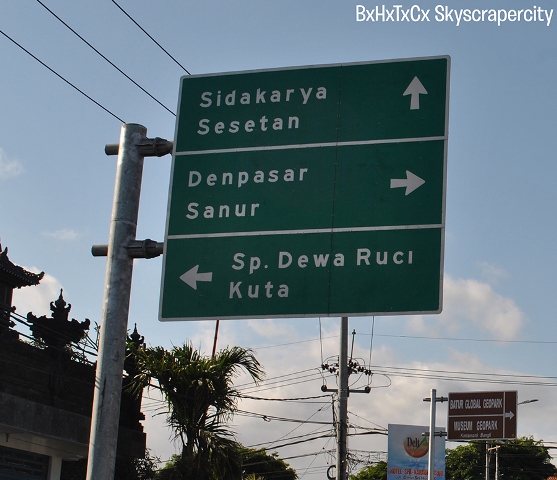 BxHxTxCx Skyscrapercity
Sidakarya
Sesetan
Denpasar
Sanur
Sp. Dewa Ruci
Kuta
BATUR GLOBAL GEOPARK
MUSEUM GEOPARK